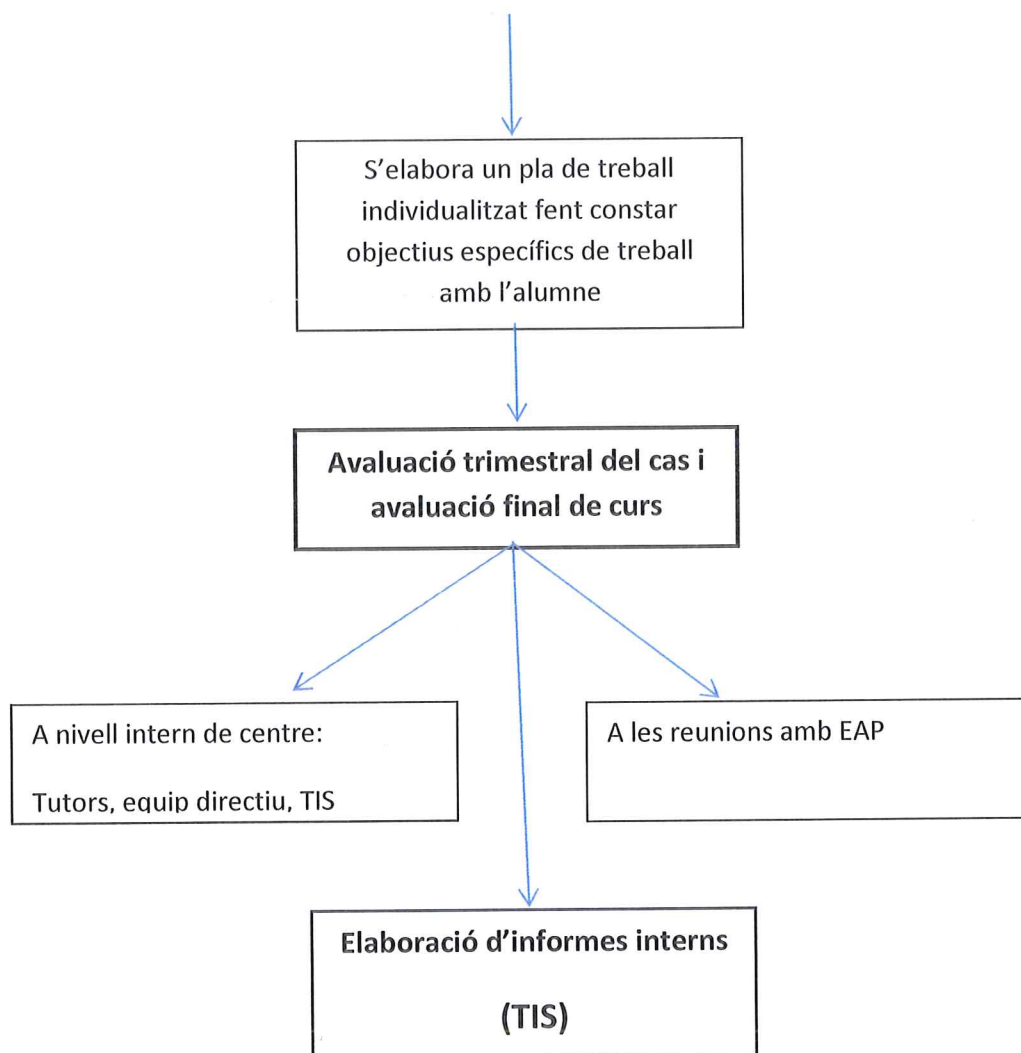 S'elabora un pla de treball
individualitzat fent constar
objectius específics de treball
amb l'alumne
Avaluació trimestral del cas i
avaluació final de curs
A nivell intern de centre:
Tutors, equip directiu, TIS
A les reunions amb EAP
Elaboració d'informes interns
(TIS)